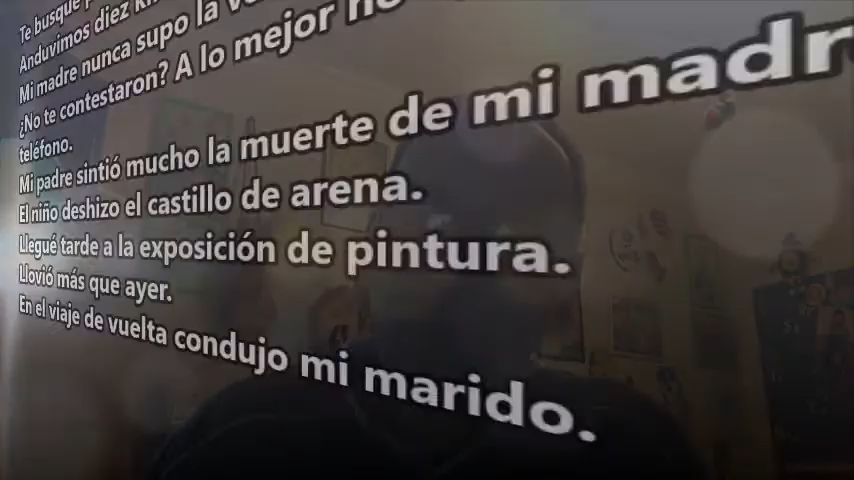 Te busqué
Anduvimos diez
Mi madre nunca supo la
¿No te contestaron? A lo mejor no
teléfono.
Mi padre sintió mucho la muerte de mi madr
El niño deshizo el castillo de arena.
Llegué tarde a la exposición de pintura.
Llovió más que ayer.
En el viaje de vuelta condujo mi marido.